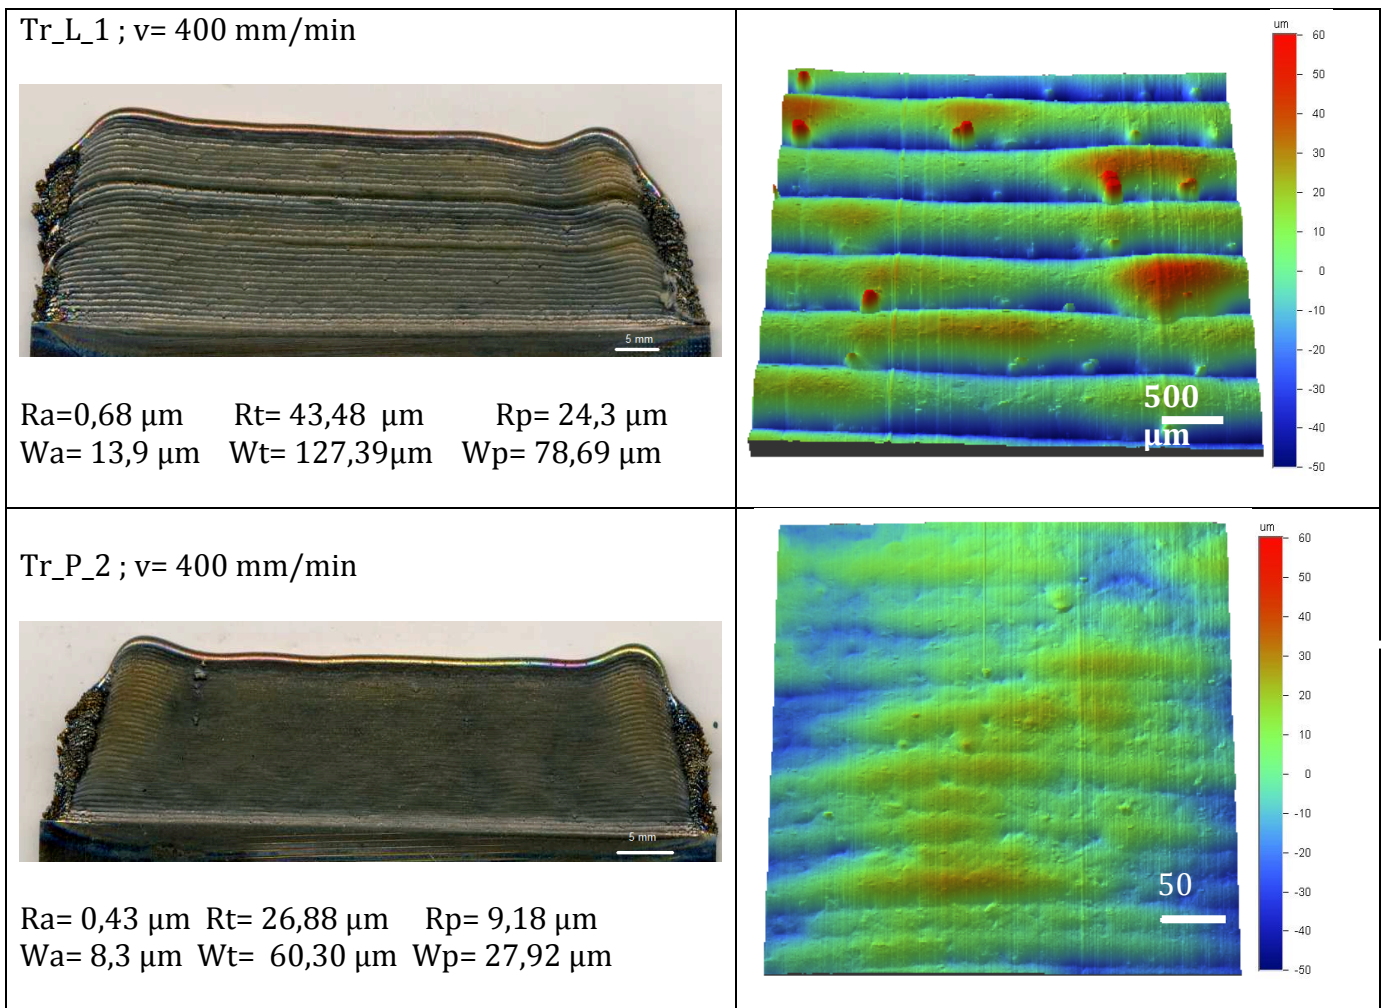 Tr_L_1 ; v= 400 mm/min
5 mm
Ra=0,68 μm Rt= 43,48 μm Rp= 24,3 μm
Wa= 13,9 μm Wt= 127,39μm Wp= 78,69 μm
um
60
50
40
30
20
10
0
-10
-20
-30
-40
-50
500
μm
Tr_P_2 ; v= 400 mm/min
5 mm
Ra= 0,43 μm Rt= 26,88 μm Rp= 9,18 μm
Wa= 8,3 μm Wt= 60,30 μm Wp= 27,92 μm
um
60
50
40
30
20
10
0
-10
-20
-30
-40
-50
50